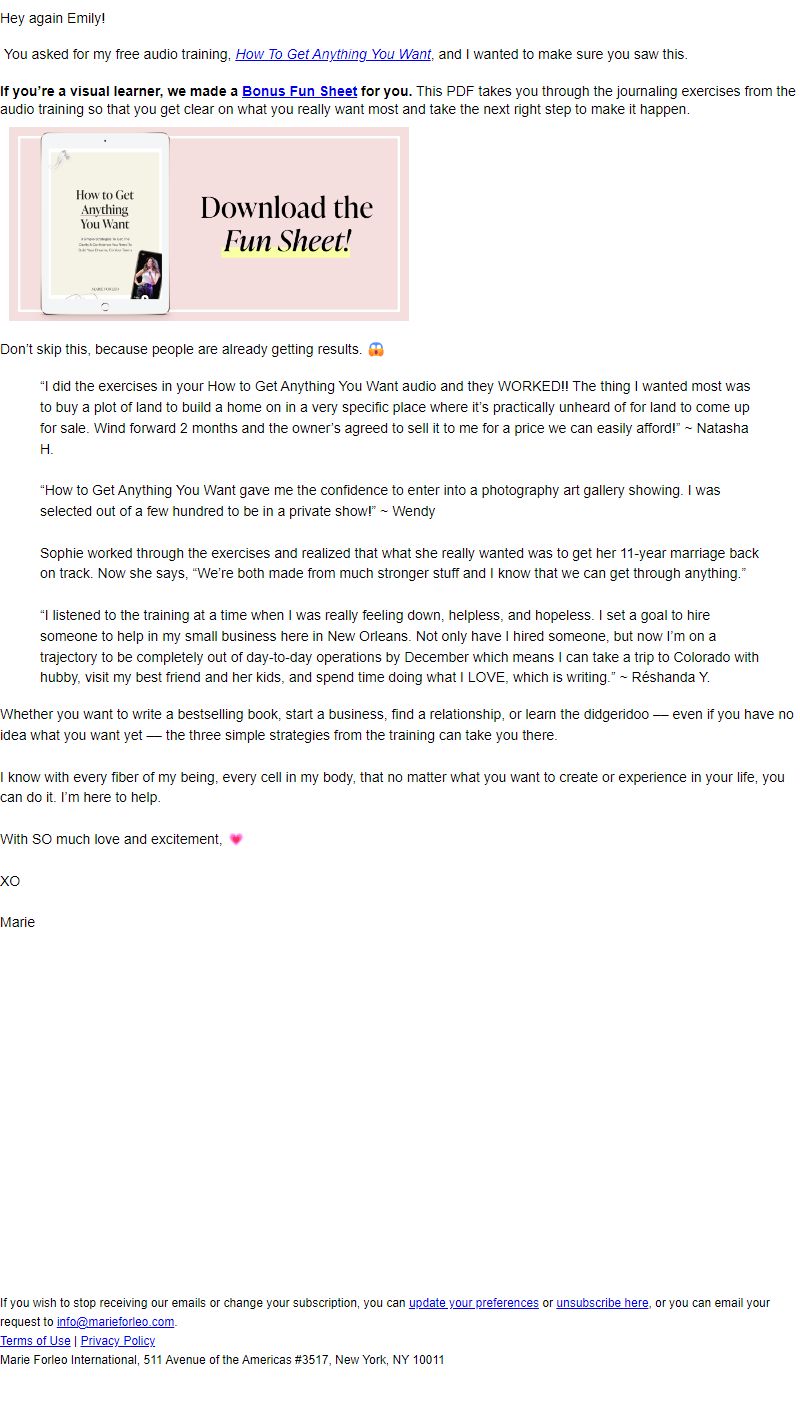 Hey again Emily!
You asked for my free audio training, How To Get Anything You Want, and I wanted to make sure you saw this.
If you’re a visual learner, we made a Bonus Fun Sheet for you. This PDF takes you through the journaling exercises from the
audio training so that you get clear on what you really want most and take the next right step to make it happen.
How to Get
Anything
You Want
MARIE FORLEO
Download the
Fun Sheet!
Don’t skip this, because people are already getting results. 😱
“I did the exercises in your How to Get Anything You Want audio and they WORKED!! The thing I wanted most was
to buy a plot of land to build a home on in a very specific place where it’s practically unheard of for land to come up
for sale. Wind forward 2 months and the owner’s agreed to sell it to me for a price we can easily afford!” ~ Natasha
H.
“How to Get Anything You Want gave me the confidence to enter into a photography art gallery showing. I was
selected out of a few hundred to be in a private show!” ~ Wendy
Sophie worked through the exercises and realized that what she really wanted was to get her 11-year marriage back
on track. Now she says, “We’re both made from much stronger stuff and I know that we can get through anything.”
“I listened to the training at a time when I was really feeling down, helpless, and hopeless. I set a goal to hire
someone to help in my small business here in New Orleans. Not only have I hired someone, but now I’m on a
trajectory to be completely out of day-to-day operations by December which means I can take a trip to Colorado with
hubby, visit my best friend and her kids, and spend time doing what I LOVE, which is writing.” ~ Réshanda Y.
Whether you want to write a bestselling book, start a business, find a relationship, or learn the didgeridoo — even if you have no
idea what you want yet — the three simple strategies from the training can take you there.
I know with every fiber of my being, every cell in my body, that no matter what you want to create or experience in your life, you
can do it. I’m here to help.
With SO much love and excitement, 💗
XO
Marie
If you wish to stop receiving our emails or change your subscription, you can update your preferences or unsubscribe here, or you can email your
request to info@marieforleo.com.
Terms of Use | Privacy Policy
Marie Forleo International, 511 Avenue of the Americas #3517, New York, NY 10011